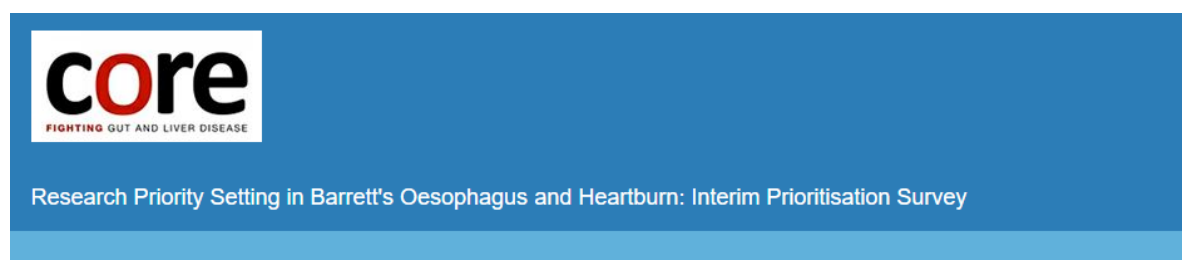 core
FIGHTING GUT AND LIVER DISEASE
Research Priority Setting in Barrett's Oesophagus and Heartburn: Interim Prioritisation Survey